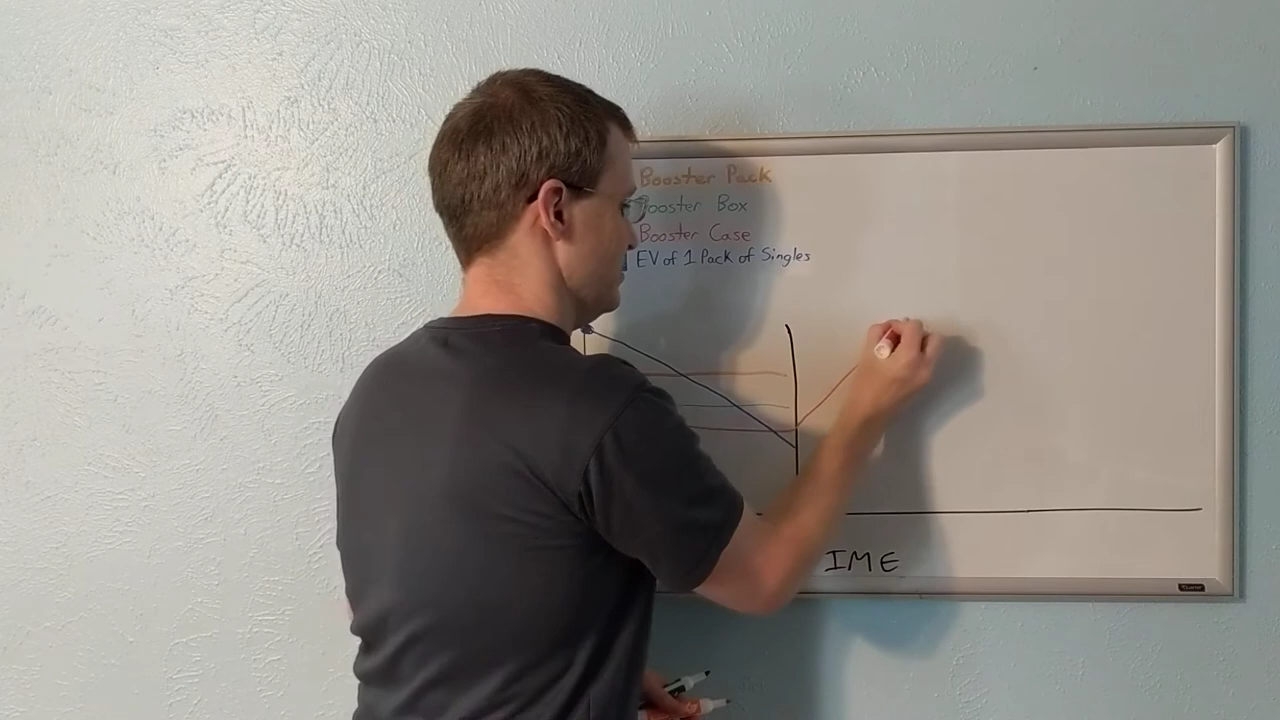 Booster Pack
Booster Box
Booster Case
EV of 1 Pack of Singles
IME